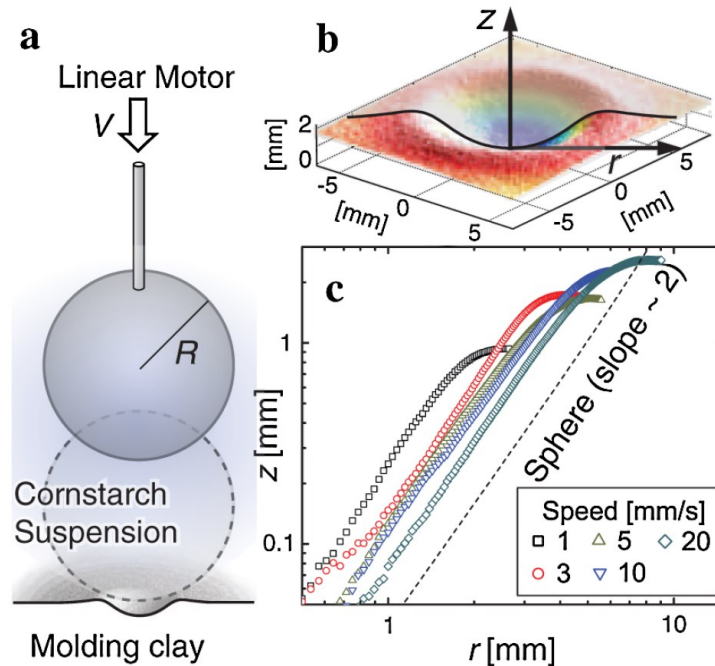 a
Linear Motor
V
R
Cornstarch
Suspension
Molding clay
b
z
2
[mm]
0
-5
[mm]
0
5
r
5
0
[mm]
-5
c
1
0.1
z [mm]
Sphere (slope ~ 2)
Speed [mm/s]
1 5 20
3 10
1 10
r [mm]